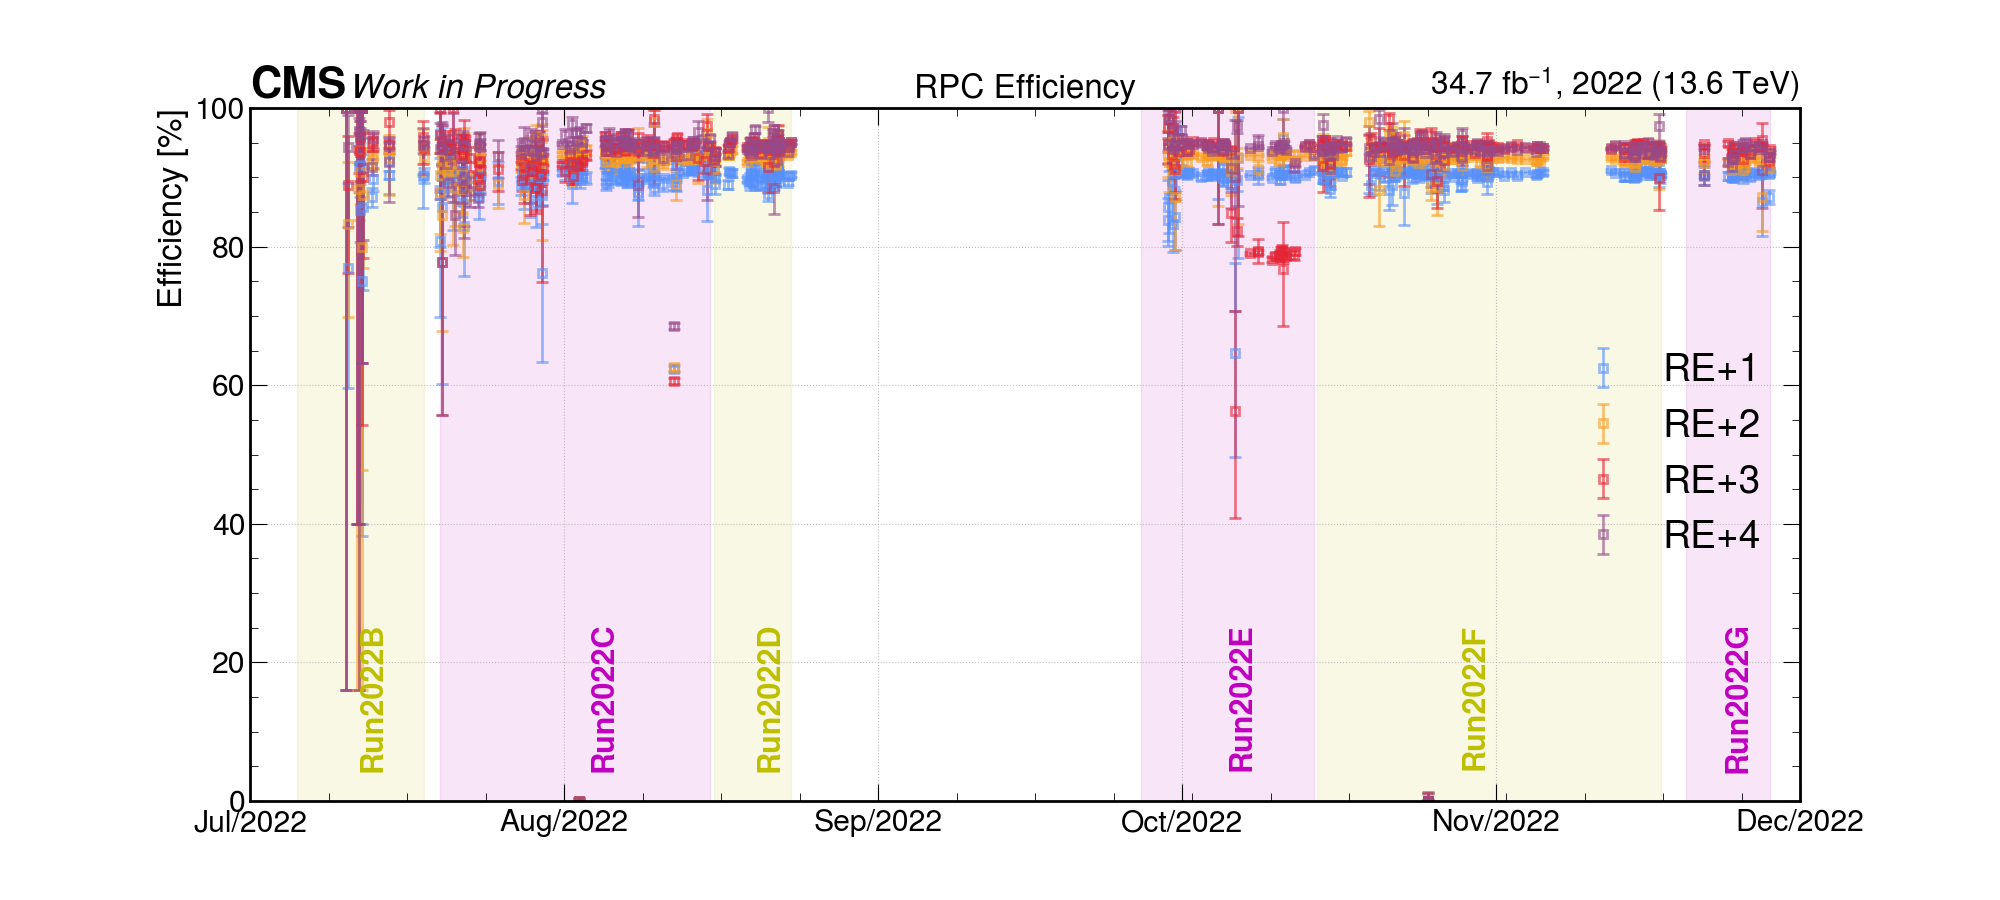 CMS Work in Progress RPC Efficiency 34.7 fb⁻¹, 2022 (13.6 TeV)
Efficiency [%]
100
80
60
40
20
0
RE+1
RE+2
RE+3
RE+4
Run2022B
Run2022C
Run2022D
Run2022E
Run2022F
Run2022G
Jul/2022 Aug/2022 Sep/2022 Oct/2022 Nov/2022 Dec/2022